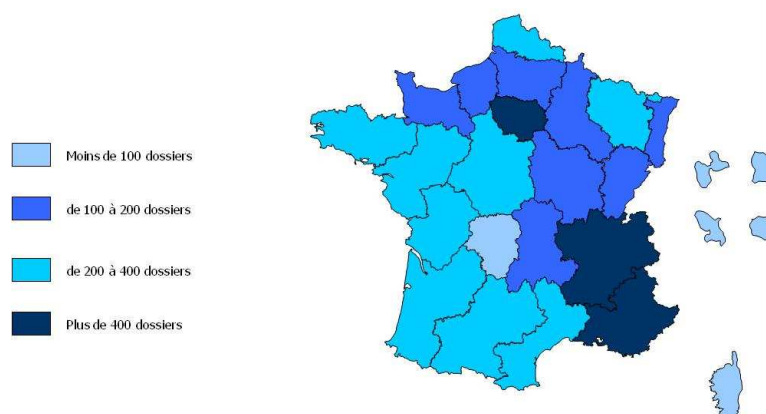 Moins de 100 dossiers
de 100 à 200 dossiers
de 200 à 400 dossiers
Plus de 400 dossiers